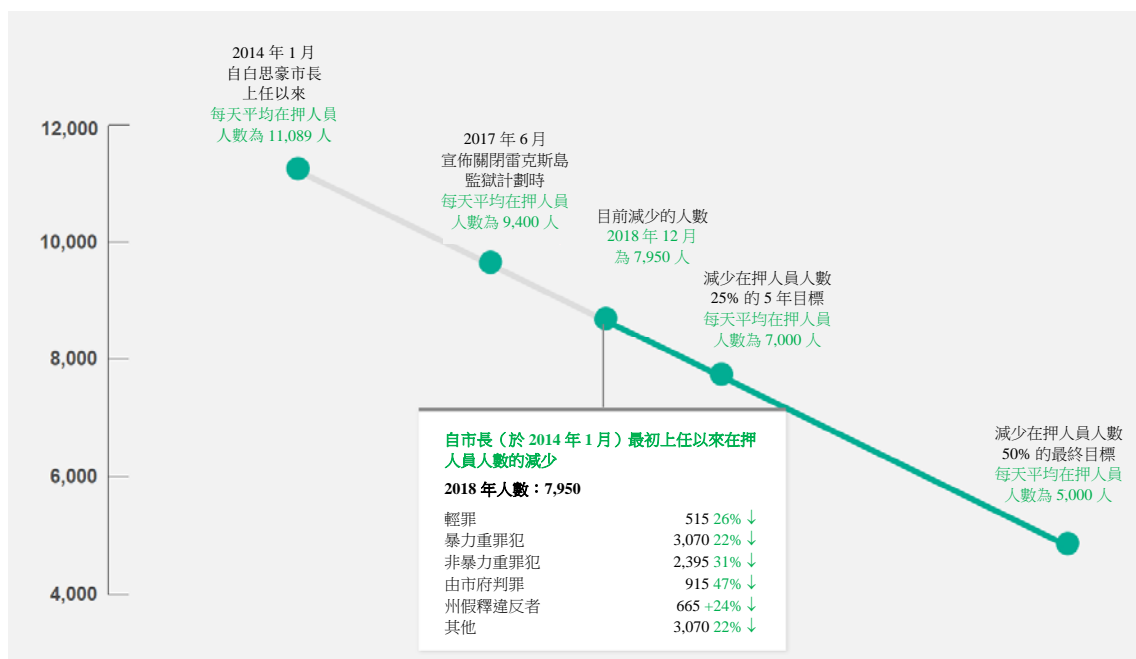 2014 年 1 月
自白思豪市長
上任以來
每天平均在押人員
人數為 11,089 人
12,000
10,000
8,000
6,000
4,000
2017 年 6 月
宣佈關閉雷克斯島
監獄計劃時
每天平均在押人員
人數為 9,400 人
目前減少的人數
2018 年 12 月
為 7,950 人
減少在押人員人數
25% 的 5 年目標
每天平均在押人員
人數為 7,000 人
減少在押人員人數
50% 的最終目標
每天平均在押人員
人數為 5,000 人
自市長（於 2014 年 1 月）最初上任以來在押
人員人數的減少
2018 年人數：7,950
輕罪 515 26% ↓
暴力重罪犯 3,070 22% ↓
非暴力重罪犯 2,395 31% ↓
由市府判罪 915 47% ↓
州假釋違反者 665 +24% ↓
其他 3,070 22% ↓